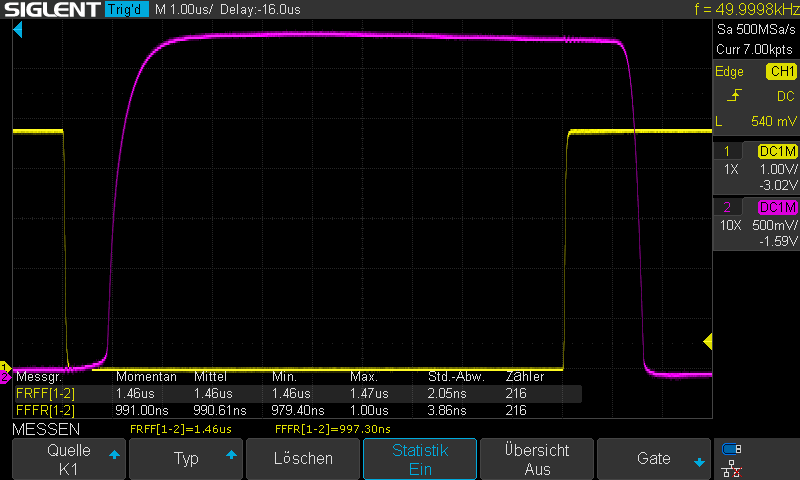 SIGLENT Trig'd M 1.00us/ Delay:-16.0us f = 49.9998kHz
Sa 500MSa/s
Curr 7.00kpts
Edge CH1
DC
L 540 mV
1 DC1M
1X 1.00V/
-3.02V
2 DC1M
10X 500mV/
-1.59V
1
2
Messgr. Momentan Mittel Min. Max. Std.-Abw. Zähler
FRFF[1-2] 1.46us 1.46us 1.46us 1.47us 2.05ns 216
FFFR[1-2] 991.00ns 990.61ns 979.40ns 1.00us 3.86ns 216
MESSEN FRFF[1-2]=1.46us FFFR[1-2]=997.30ns
Quelle
K1
Typ
Löschen
Statistik
Ein
Übersicht
Aus
Gate